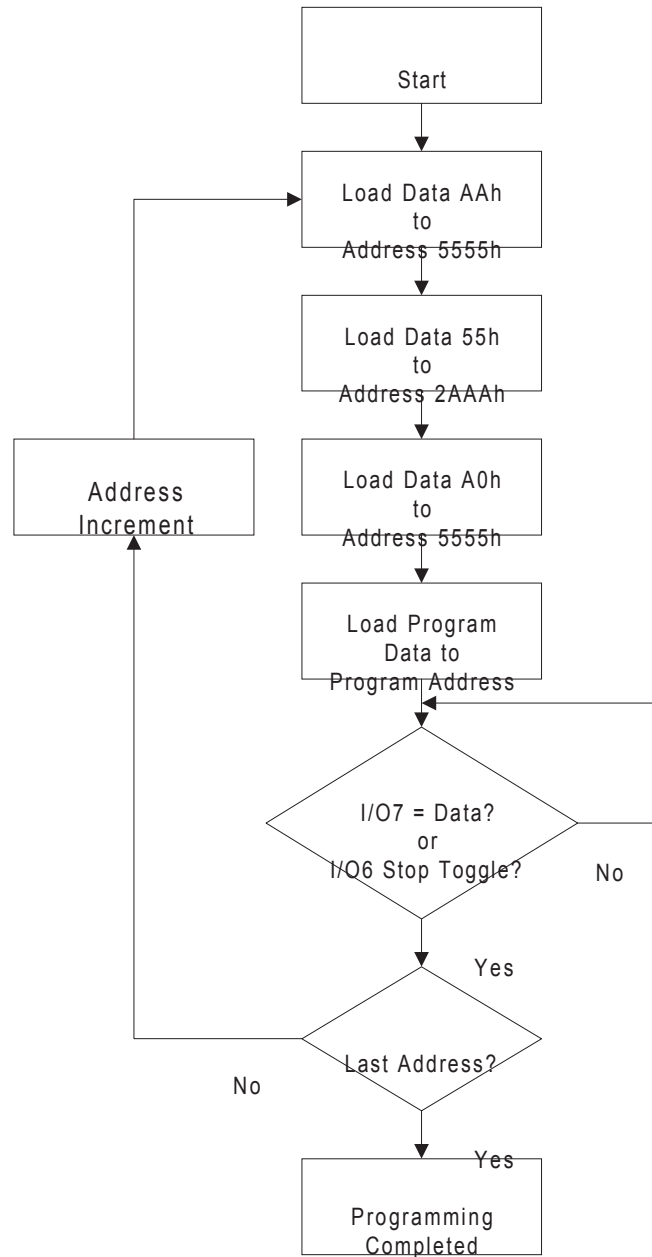 Start
Load Data AAh
to
Address 5555h
Load Data 55h
to
Address 2AAAh
Address
Increment
Load Data A0h
to
Address 5555h
Load Program
Data to
Program Address
I/O7 = Data?
or
I/O6 Stop Toggle?
No
Yes
Last Address?
No
Yes
Programming
Completed